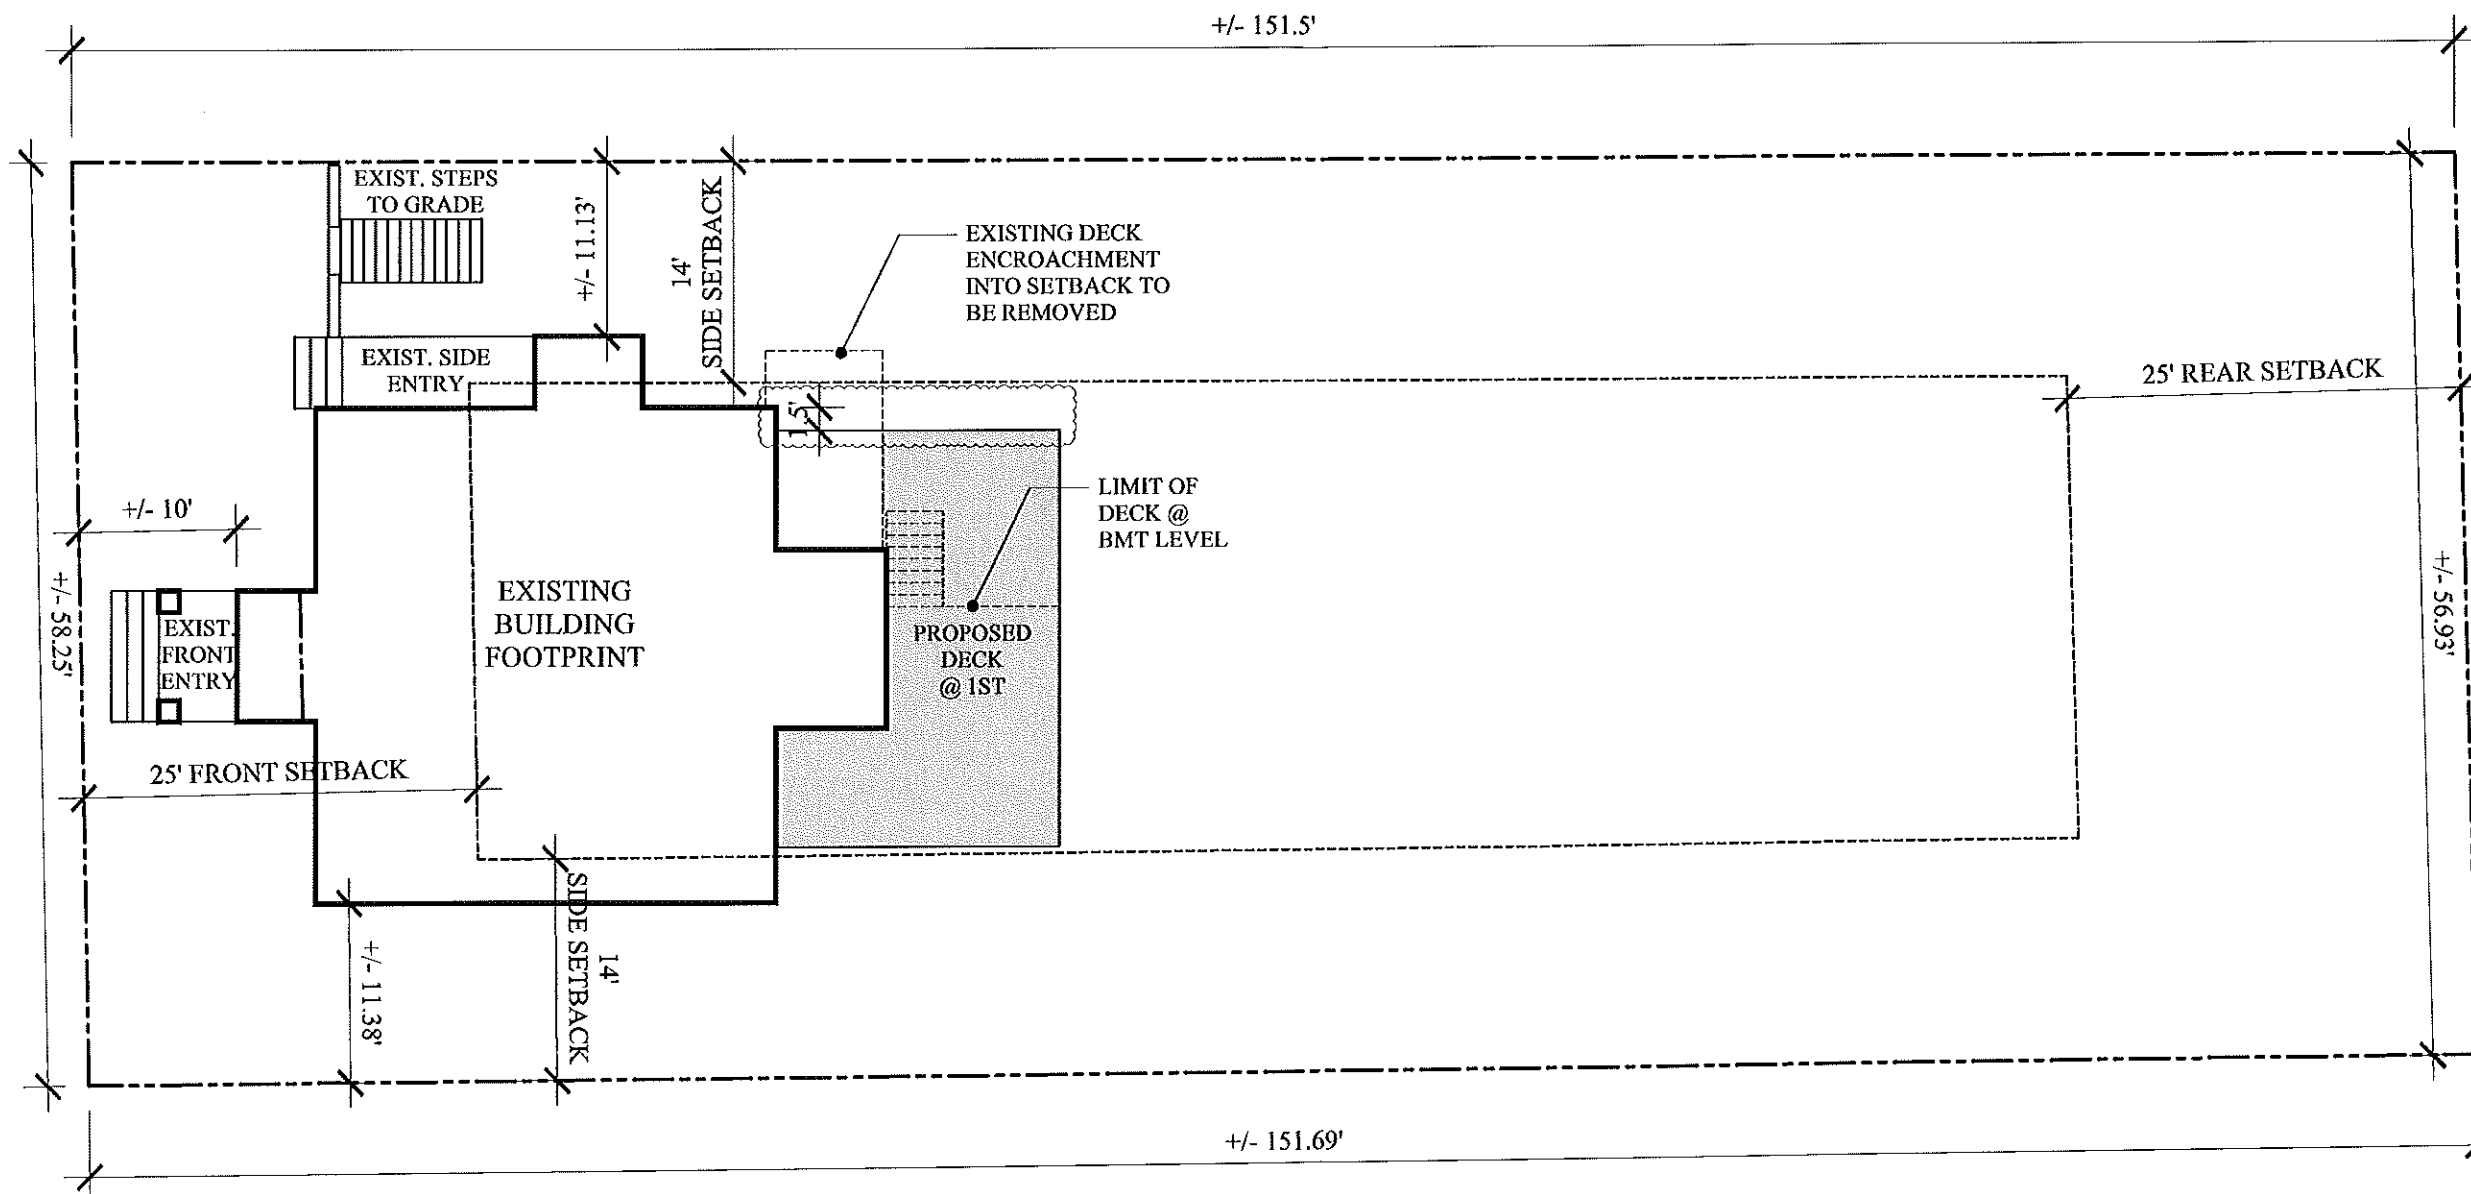 +/- 151.5'
EXIST. STEPS
TO GRADE
+/- 11.13'
14'
SIDE SETBACK
EXISTING DECK
ENCROACHMENT
INTO SETBACK TO
BE REMOVED
EXIST. SIDE
ENTRY
25' REAR SETBACK
1.5'
+/- 10'
LIMIT OF
DECK @
BMT LEVEL
+/- 58.25'
EXISTING
BUILDING
FOOTPRINT
EXIST.
FRONT
ENTRY
PROPOSED
DECK
@ 1ST
+/- 56.93'
25' FRONT SETBACK
14'
SIDE SETBACK
+/- 11.38'
+/- 151.69'